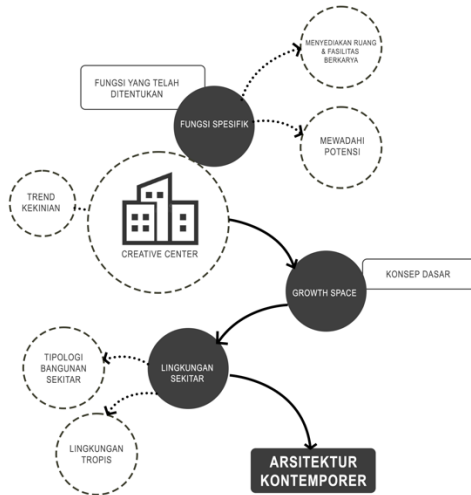 MENYEDIAKAN RUANG
& FASILITAS
BERKARYA
FUNGSI YANG TELAH
DITENTUKAN
FUNGSI SPESIFIK
MEWADAHI
POTENSI
TREND
KEKINIAN
CREATIVE CENTER
GROWTH SPACE
KONSEP DASAR
TIPOLOGI
BANGUNAN
SEKITAR
LINGKUNGAN
SEKITAR
LINGKUNGAN
TROPIS
ARSITEKTUR
KONTEMPORER